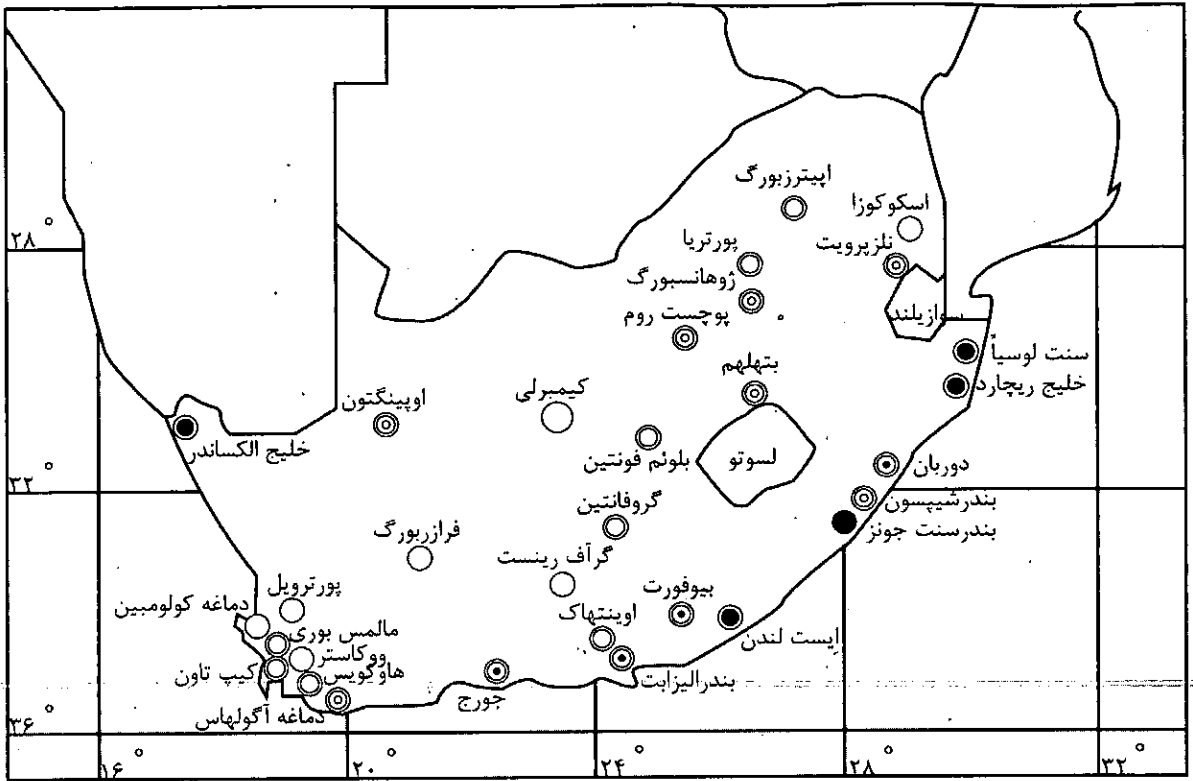 اپیترزبورگ
اسکوکوزا
۲۸°
پورتریا
نلزپرویت
ژوهانسبورگ
پوچست روم
سوازیلند
سنت لوسیا
بتهلهم
خلیج ریچارد
کیمبرلی
اوپینگتون
خلیج الکساندر
بلوئم فونتین
لسوتو
دوربان
۳۲°
گروفانتین
بندرشیپسون
بندرسنت جونز
فرازربورگ
گرآف رینست
بیوفورت
پورترویل
دماغه کولومبین
اوینتهاک
ایست لندن
مالمس بوری
ووکاستر
هاوکویس
کیپ تاون
بندرالیزابت
جورج
دماغه آگولهاس
۳۶°
۱۶°
۲۰°
۲۴°
۲۸°
۳۲°